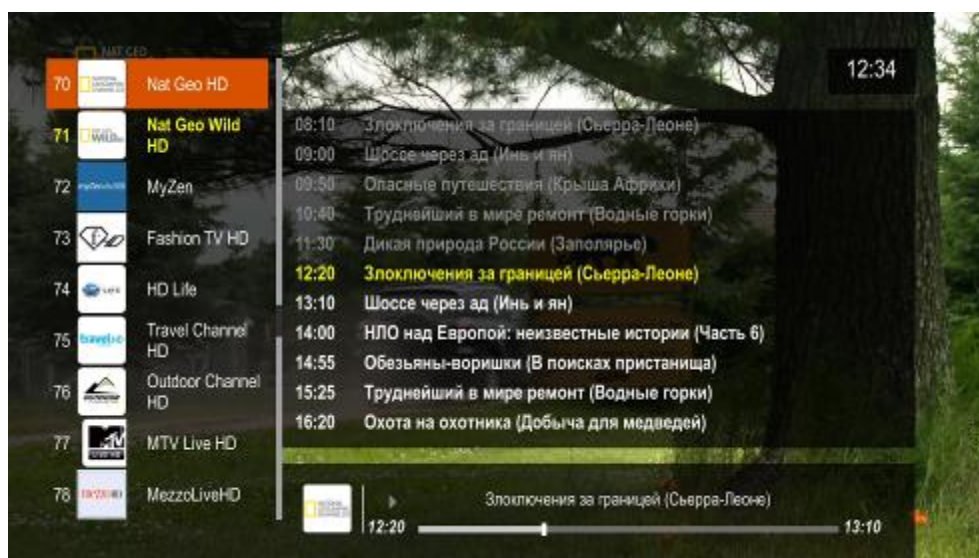 NAT GEO
12:34
70 Nat Geo HD
71 Nat Geo Wild
HD
72 MyZen
73 Fashion TV HD
74 HD Life
75 Travel Channel
HD
76 Outdoor Channel
HD
77 MTV Live HD
78 MezzoLiveHD
08:10 Злоключения за границей (Сьерра-Леоне)
09:00 Шоссе через ад (Инь и ян)
09:50 Опасные путешествия (Крыша Африки)
10:40 Труднейший в мире ремонт (Водные горки)
11:30 Дикая природа России (Заполярье)
12:20 Злоключения за границей (Сьерра-Леоне)
13:10 Шоссе через ад (Инь и ян)
14:00 НЛО над Европой: неизвестные истории (Часть 6)
14:55 Обезьяны-воришки (В поисках пристанища)
15:25 Труднейший в мире ремонт (Водные горки)
16:20 Охота на охотника (Добыча для медведей)
Злоключения за границей (Сьерра-Леоне)
12:20 13:10